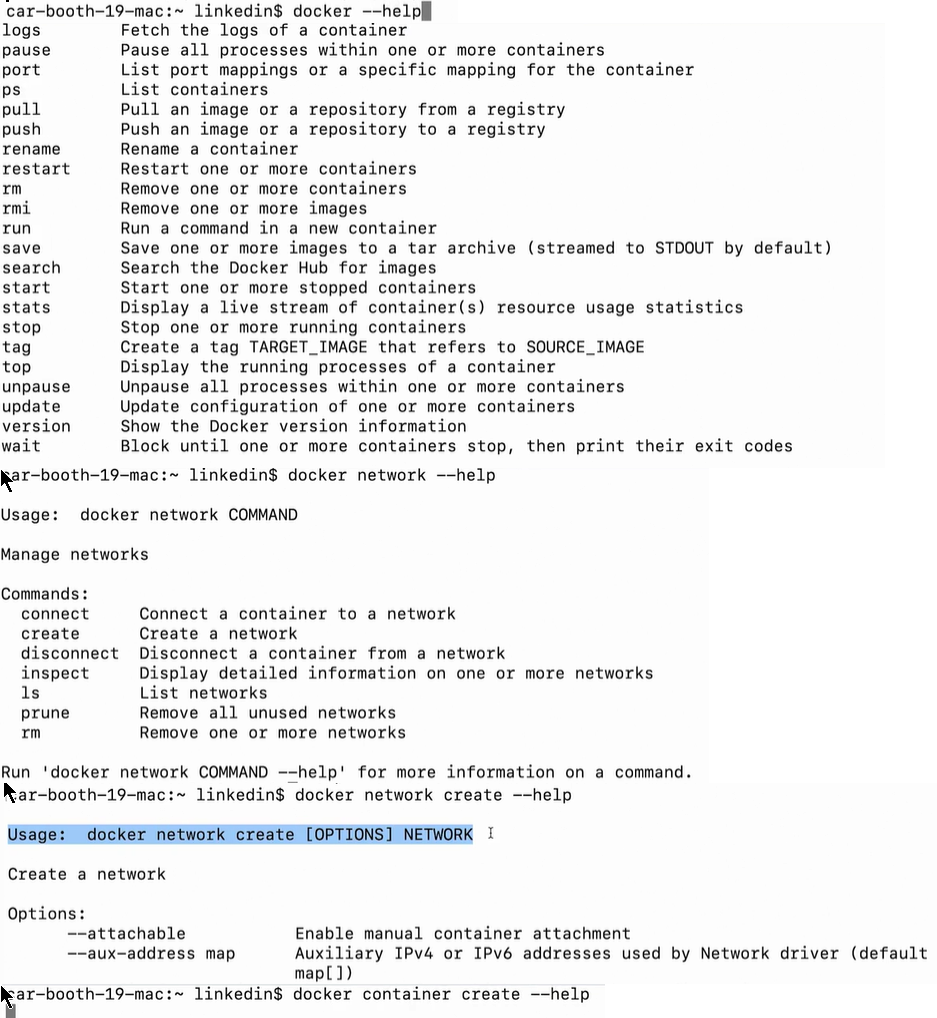 car-booth-19-mac:~ linkedin$ docker --help
logs Fetch the logs of a container
pause Pause all processes within one or more containers
port List port mappings or a specific mapping for the container
ps List containers
pull Pull an image or a repository from a registry
push Push an image or a repository to a registry
rename Rename a container
restart Restart one or more containers
rm Remove one or more containers
rmi Remove one or more images
run Run a command in a new container
save Save one or more images to a tar archive (streamed to STDOUT by default)
search Search the Docker Hub for images
start Start one or more stopped containers
stats Display a live stream of container(s) resource usage statistics
stop Stop one or more running containers
tag Create a tag TARGET_IMAGE that refers to SOURCE_IMAGE
top Display the running processes of a container
unpause Unpause all processes within one or more containers
update Update configuration of one or more containers
version Show the Docker version information
wait Block until one or more containers stop, then print their exit codes
car-booth-19-mac:~ linkedin$ docker network --help
Usage: docker network COMMAND
Manage networks
Commands:
connect Connect a container to a network
create Create a network
disconnect Disconnect a container from a network
inspect Display detailed information on one or more networks
ls List networks
prune Remove all unused networks
rm Remove one or more networks
Run 'docker network COMMAND --help' for more information on a command.
car-booth-19-mac:~ linkedin$ docker network create --help
Usage: docker network create [OPTIONS] NETWORK
Create a network
Options:
--attachable Enable manual container attachment
--aux-address map Auxiliary IPv4 or IPv6 addresses used by Network driver (default
map[])
car-booth-19-mac:~ linkedin$ docker container create --help